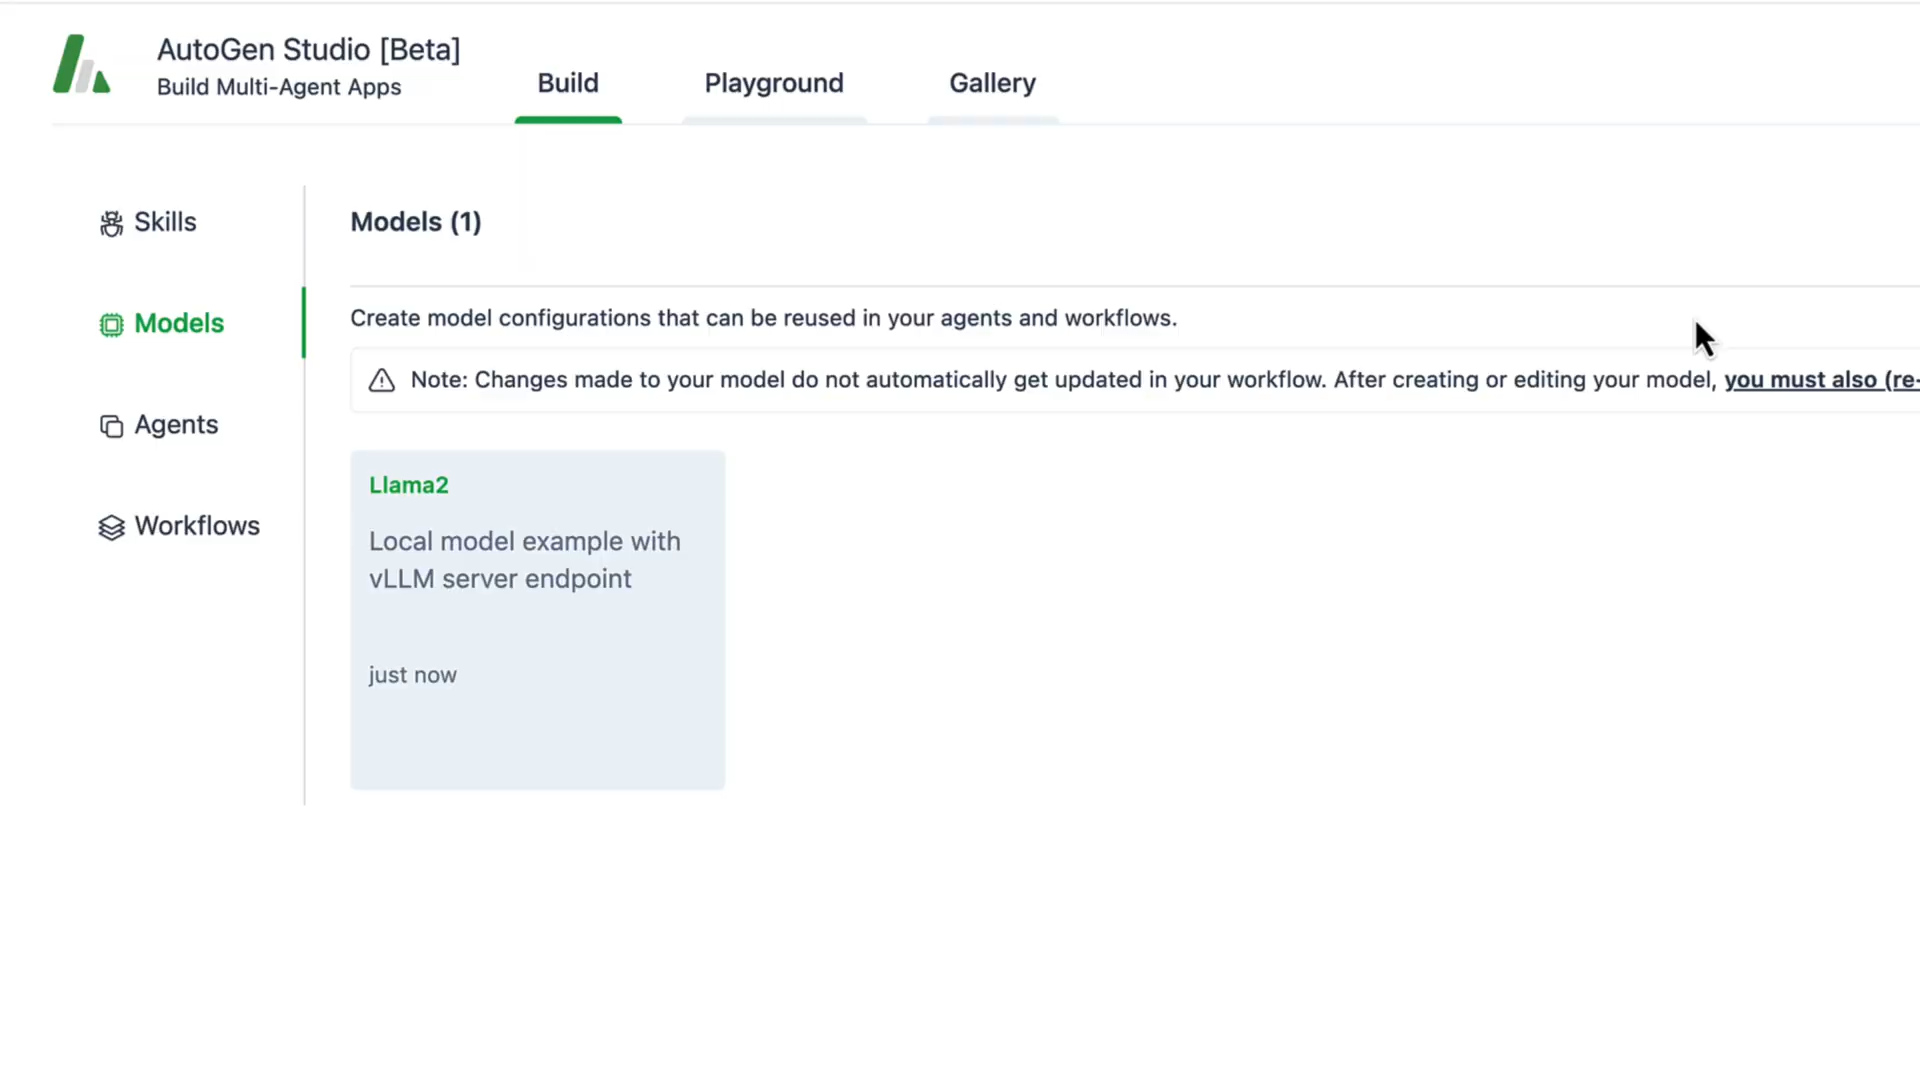 AutoGen Studio [Beta]
Build Multi-Agent Apps
Build
Playground
Gallery
Skills
Models
Agents
Workflows
Models (1)
Create model configurations that can be reused in your agents and workflows.
Note: Changes made to your model do not automatically get updated in your workflow. After creating or editing your model, you must also (re-
Llama2
Local model example with
vLLM server endpoint
just now